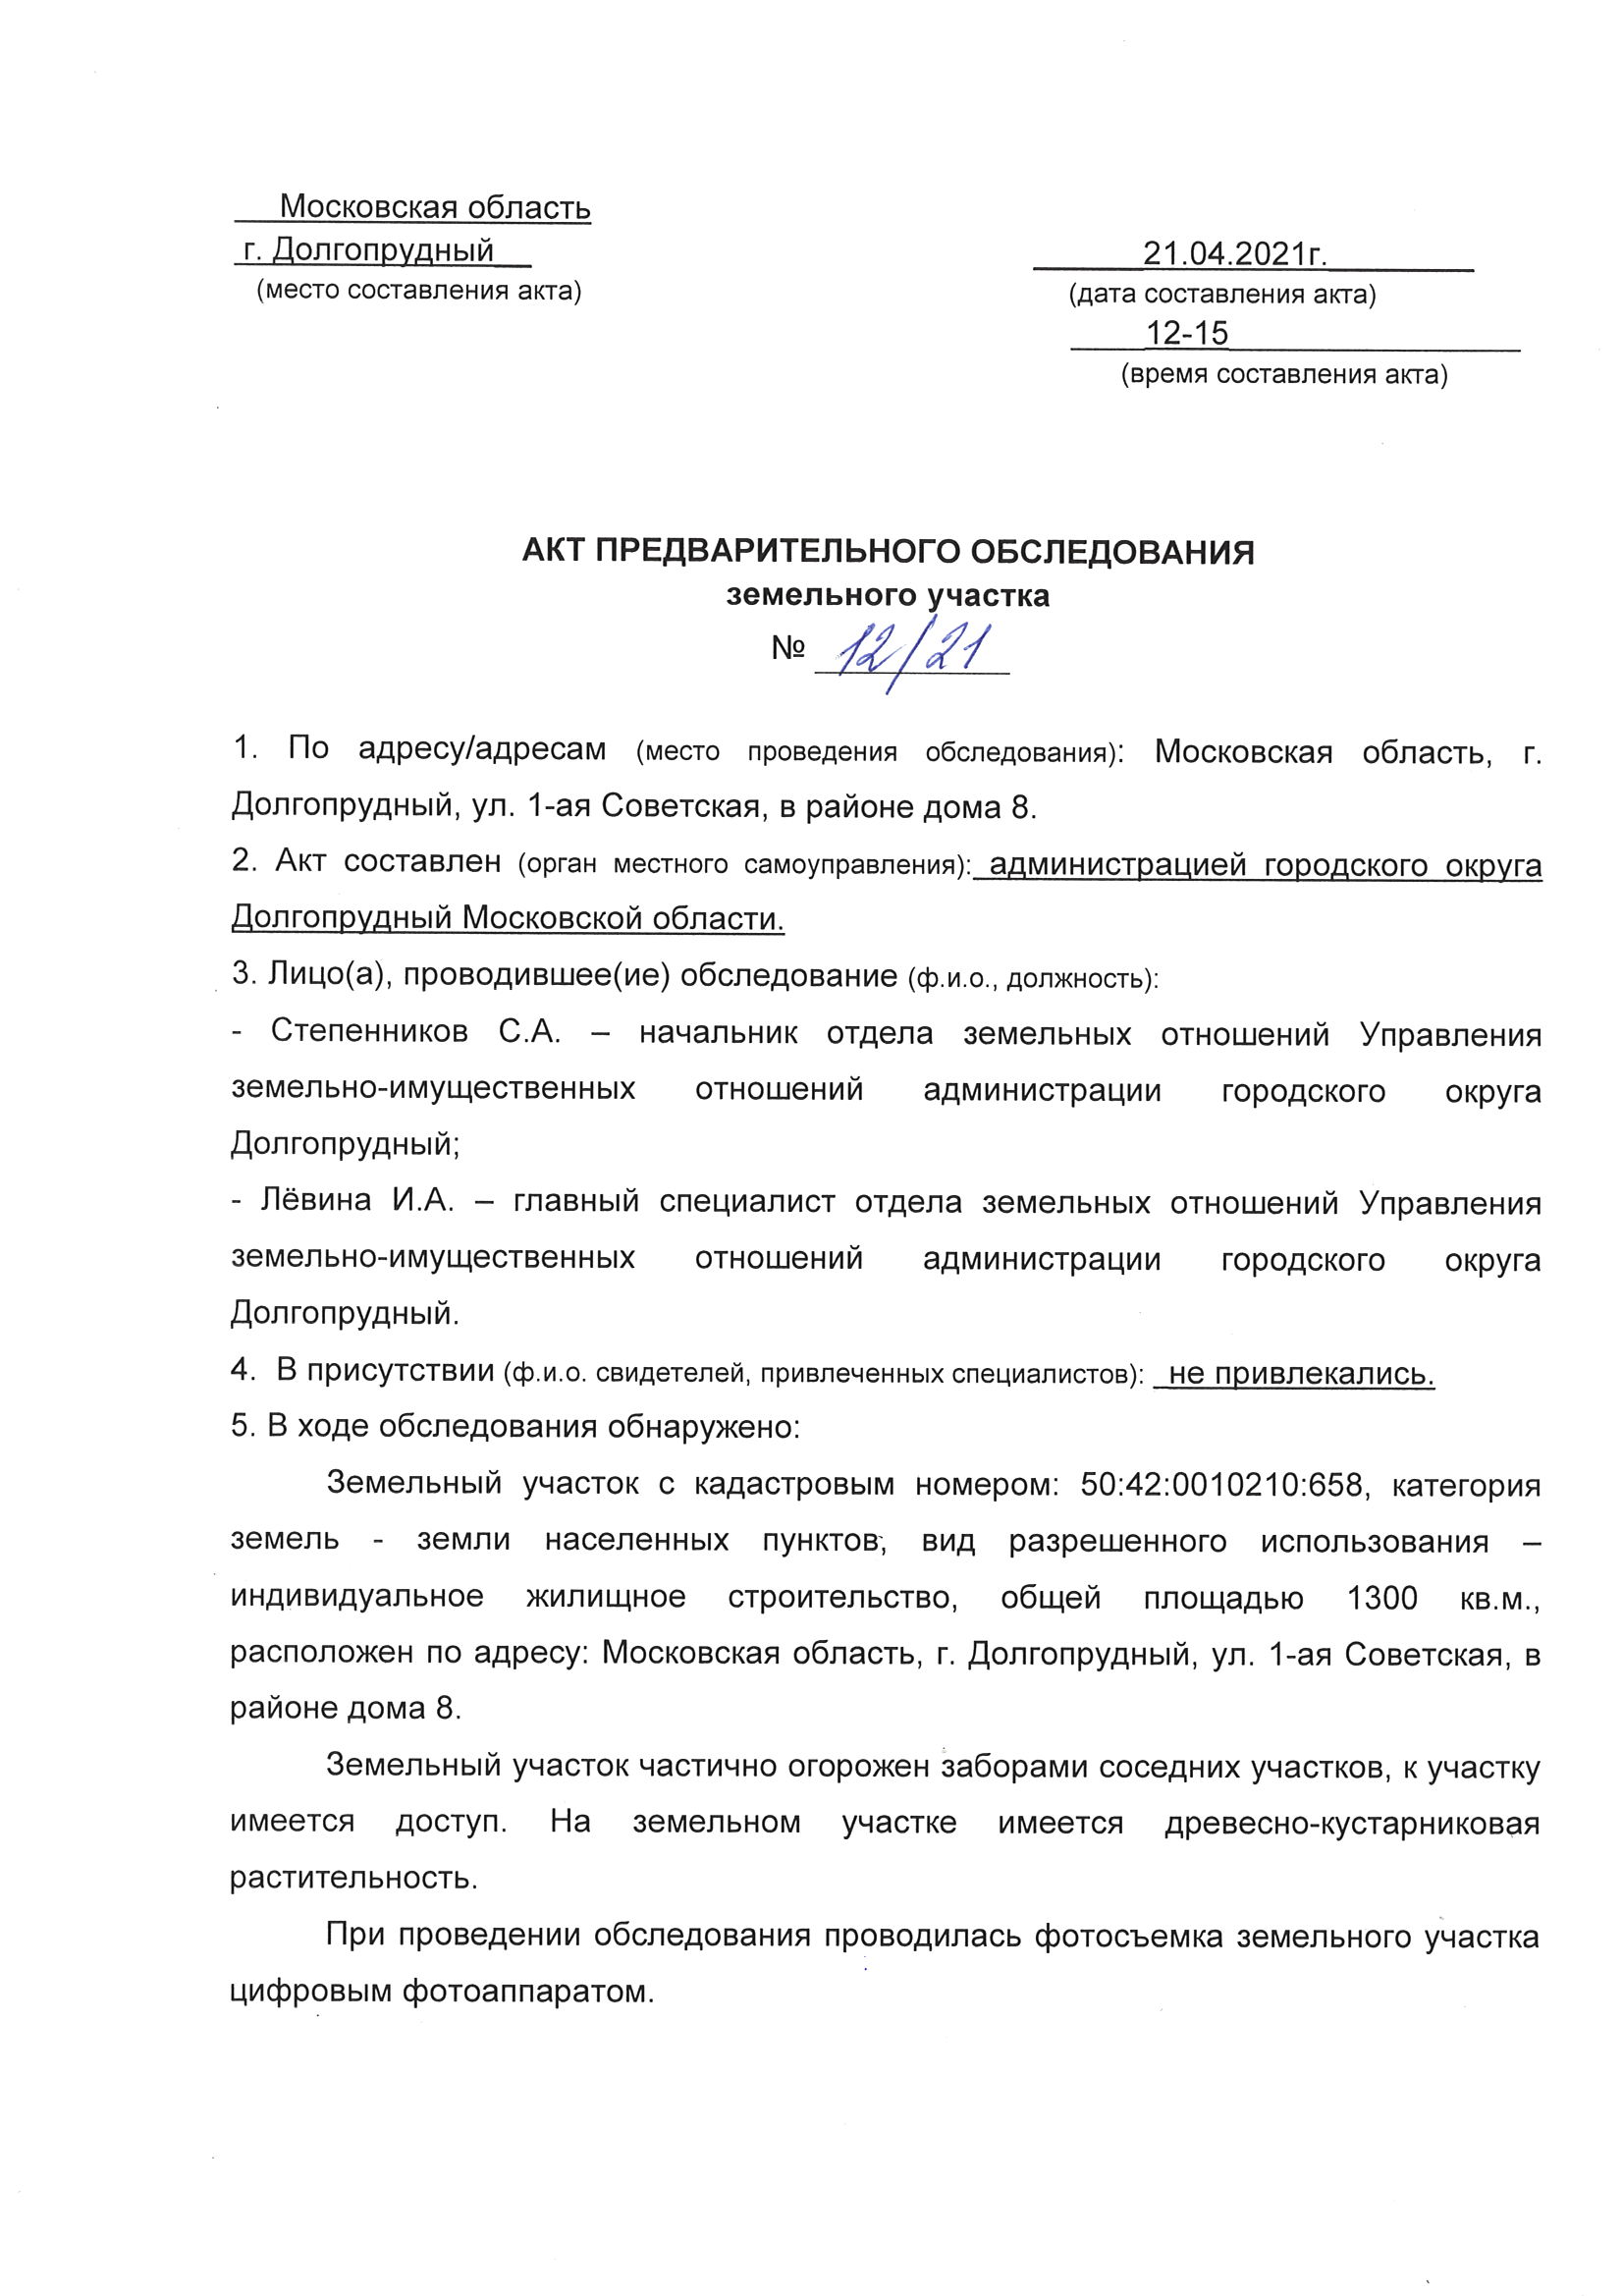 Московская область
г. Долгопрудный
21.04.2021г.
(место составления акта)
(дата составления акта)
12-15
(время составления акта)
АКТ ПРЕДВАРИТЕЛЬНОГО ОБСЛЕДОВАНИЯ
земельного участка
№ 12/21
1. По адресу/адресам (место проведения обследования): Московская область, г.
Долгопрудный, ул. 1-ая Советская, в районе дома 8.
2. Акт составлен (орган местного самоуправления): администрацией городского округа
Долгопрудный Московской области.
3. Лицо(а), проводившее(ие) обследование (ф.и.о., должность):
- Степенников С.А. – начальник отдела земельных отношений Управления
земельно-имущественных отношений администрации городского округа
Долгопрудный;
- Лёвина И.А. – главный специалист отдела земельных отношений Управления
земельно-имущественных отношений администрации городского округа
Долгопрудный.
4. В присутствии (ф.и.о. свидетелей, привлеченных специалистов): не привлекались.
5. В ходе обследования обнаружено:
Земельный участок с кадастровым номером: 50:42:0010210:658, категория
земель - земли населенных пунктов, вид разрешенного использования –
индивидуальное жилищное строительство, общей площадью 1300 кв.м.,
расположен по адресу: Московская область, г. Долгопрудный, ул. 1-ая Советская, в
районе дома 8.
Земельный участок частично огорожен заборами соседних участков, к участку
имеется доступ. На земельном участке имеется древесно-кустарниковая
растительность.
При проведении обследования проводилась фотосъемка земельного участка
цифровым фотоаппаратом.